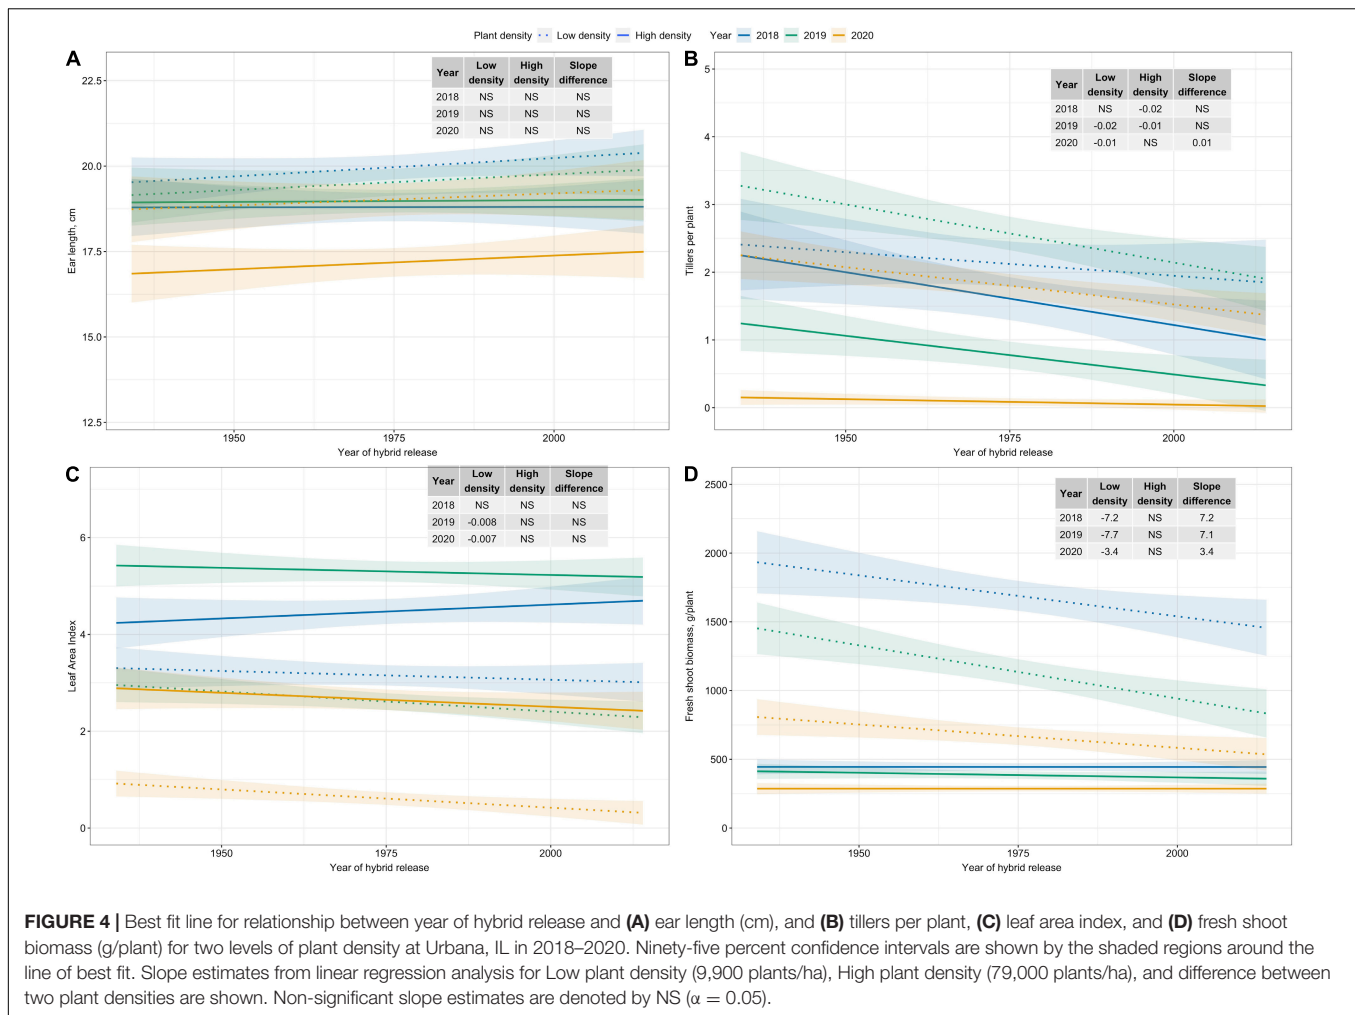 Plant density Low density High density Year 2018 2019 2020
A
Year Low density High density Slope difference
2018 NS NS NS
2019 NS NS NS
2020 NS NS NS
22.5
20.0
17.5
15.0
12.5
Ear length, cm
1950 1975 2000
Year of hybrid release
B
Year Low density High density Slope difference
2018 NS -0.02 NS
2019 -0.02 -0.01 NS
2020 -0.01 NS 0.01
5
4
3
2
1
0
Tillers per plant
1950 1975 2000
Year of hybrid release
C
Year Low density High density Slope difference
2018 NS NS NS
2019 -0.008 NS NS
2020 -0.007 NS NS
6
4
2
0
Leaf Area Index
1950 1975 2000
Year of hybrid release
D
Year Low density High density Slope difference
2018 -7.2 NS 7.2
2019 -7.7 NS 7.1
2020 -3.4 NS 3.4
2500
2000
1500
1000
500
0
Fresh shoot biomass, g/plant
1950 1975 2000
Year of hybrid release
FIGURE 4 | Best fit line for relationship between year of hybrid release and (A) ear length (cm), and (B) tillers per plant, (C) leaf area index, and (D) fresh shoot
biomass (g/plant) for two levels of plant density at Urbana, IL in 2018–2020. Ninety-five percent confidence intervals are shown by the shaded regions around the
line of best fit. Slope estimates from linear regression analysis for Low plant density (9,900 plants/ha), High plant density (79,000 plants/ha), and difference between
two plant densities are shown. Non-significant slope estimates are denoted by NS (α = 0.05).